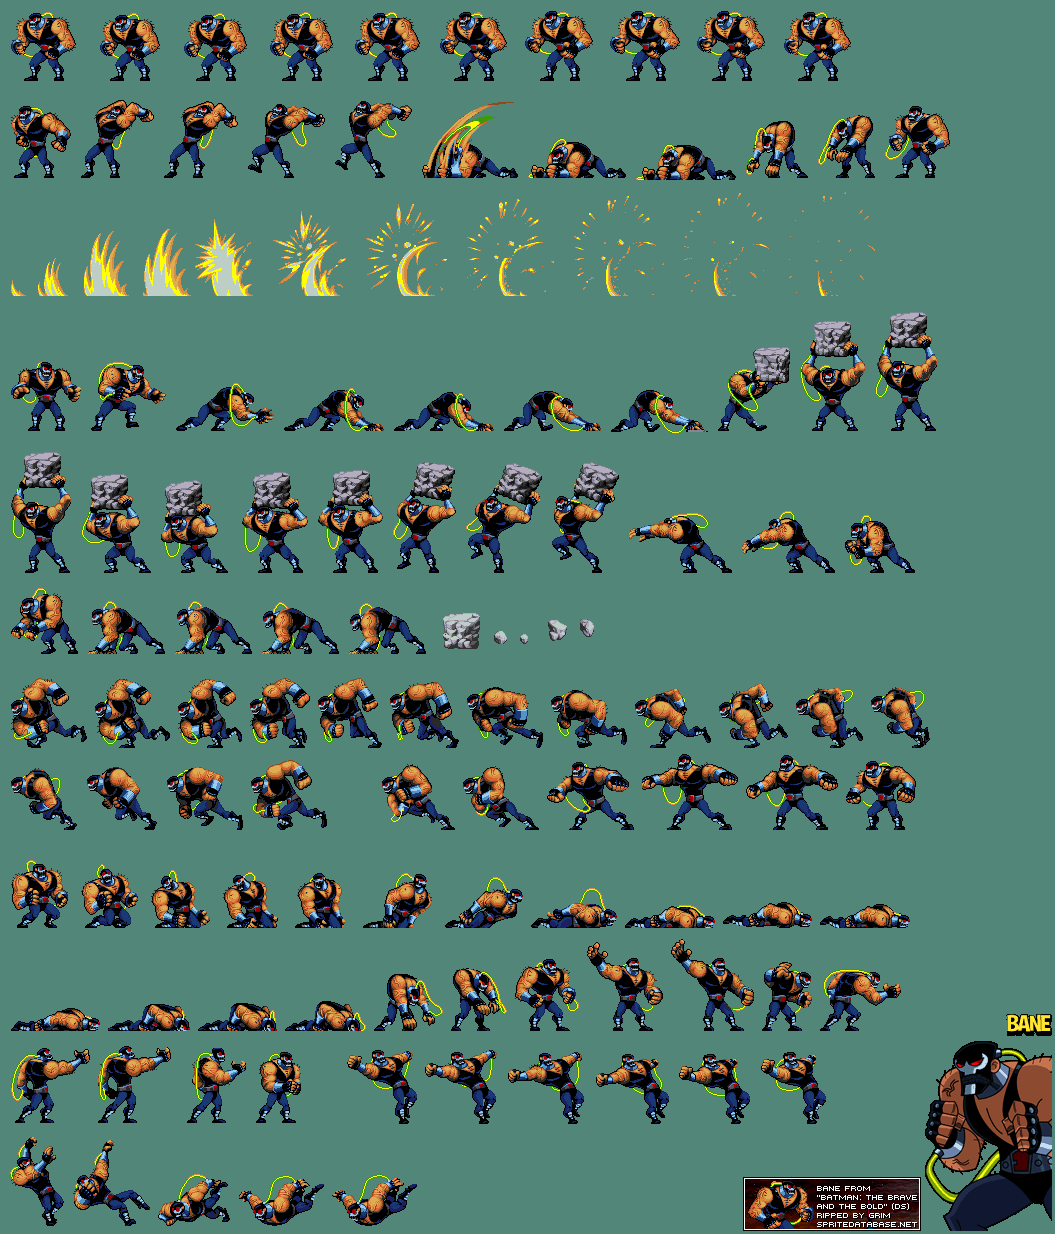 BANE
BANE FROM
"BATMAN: THE BRAVE
AND THE BOLD" (DS)
RIPPED BY GRIM
SPRITEDATABASE.NET